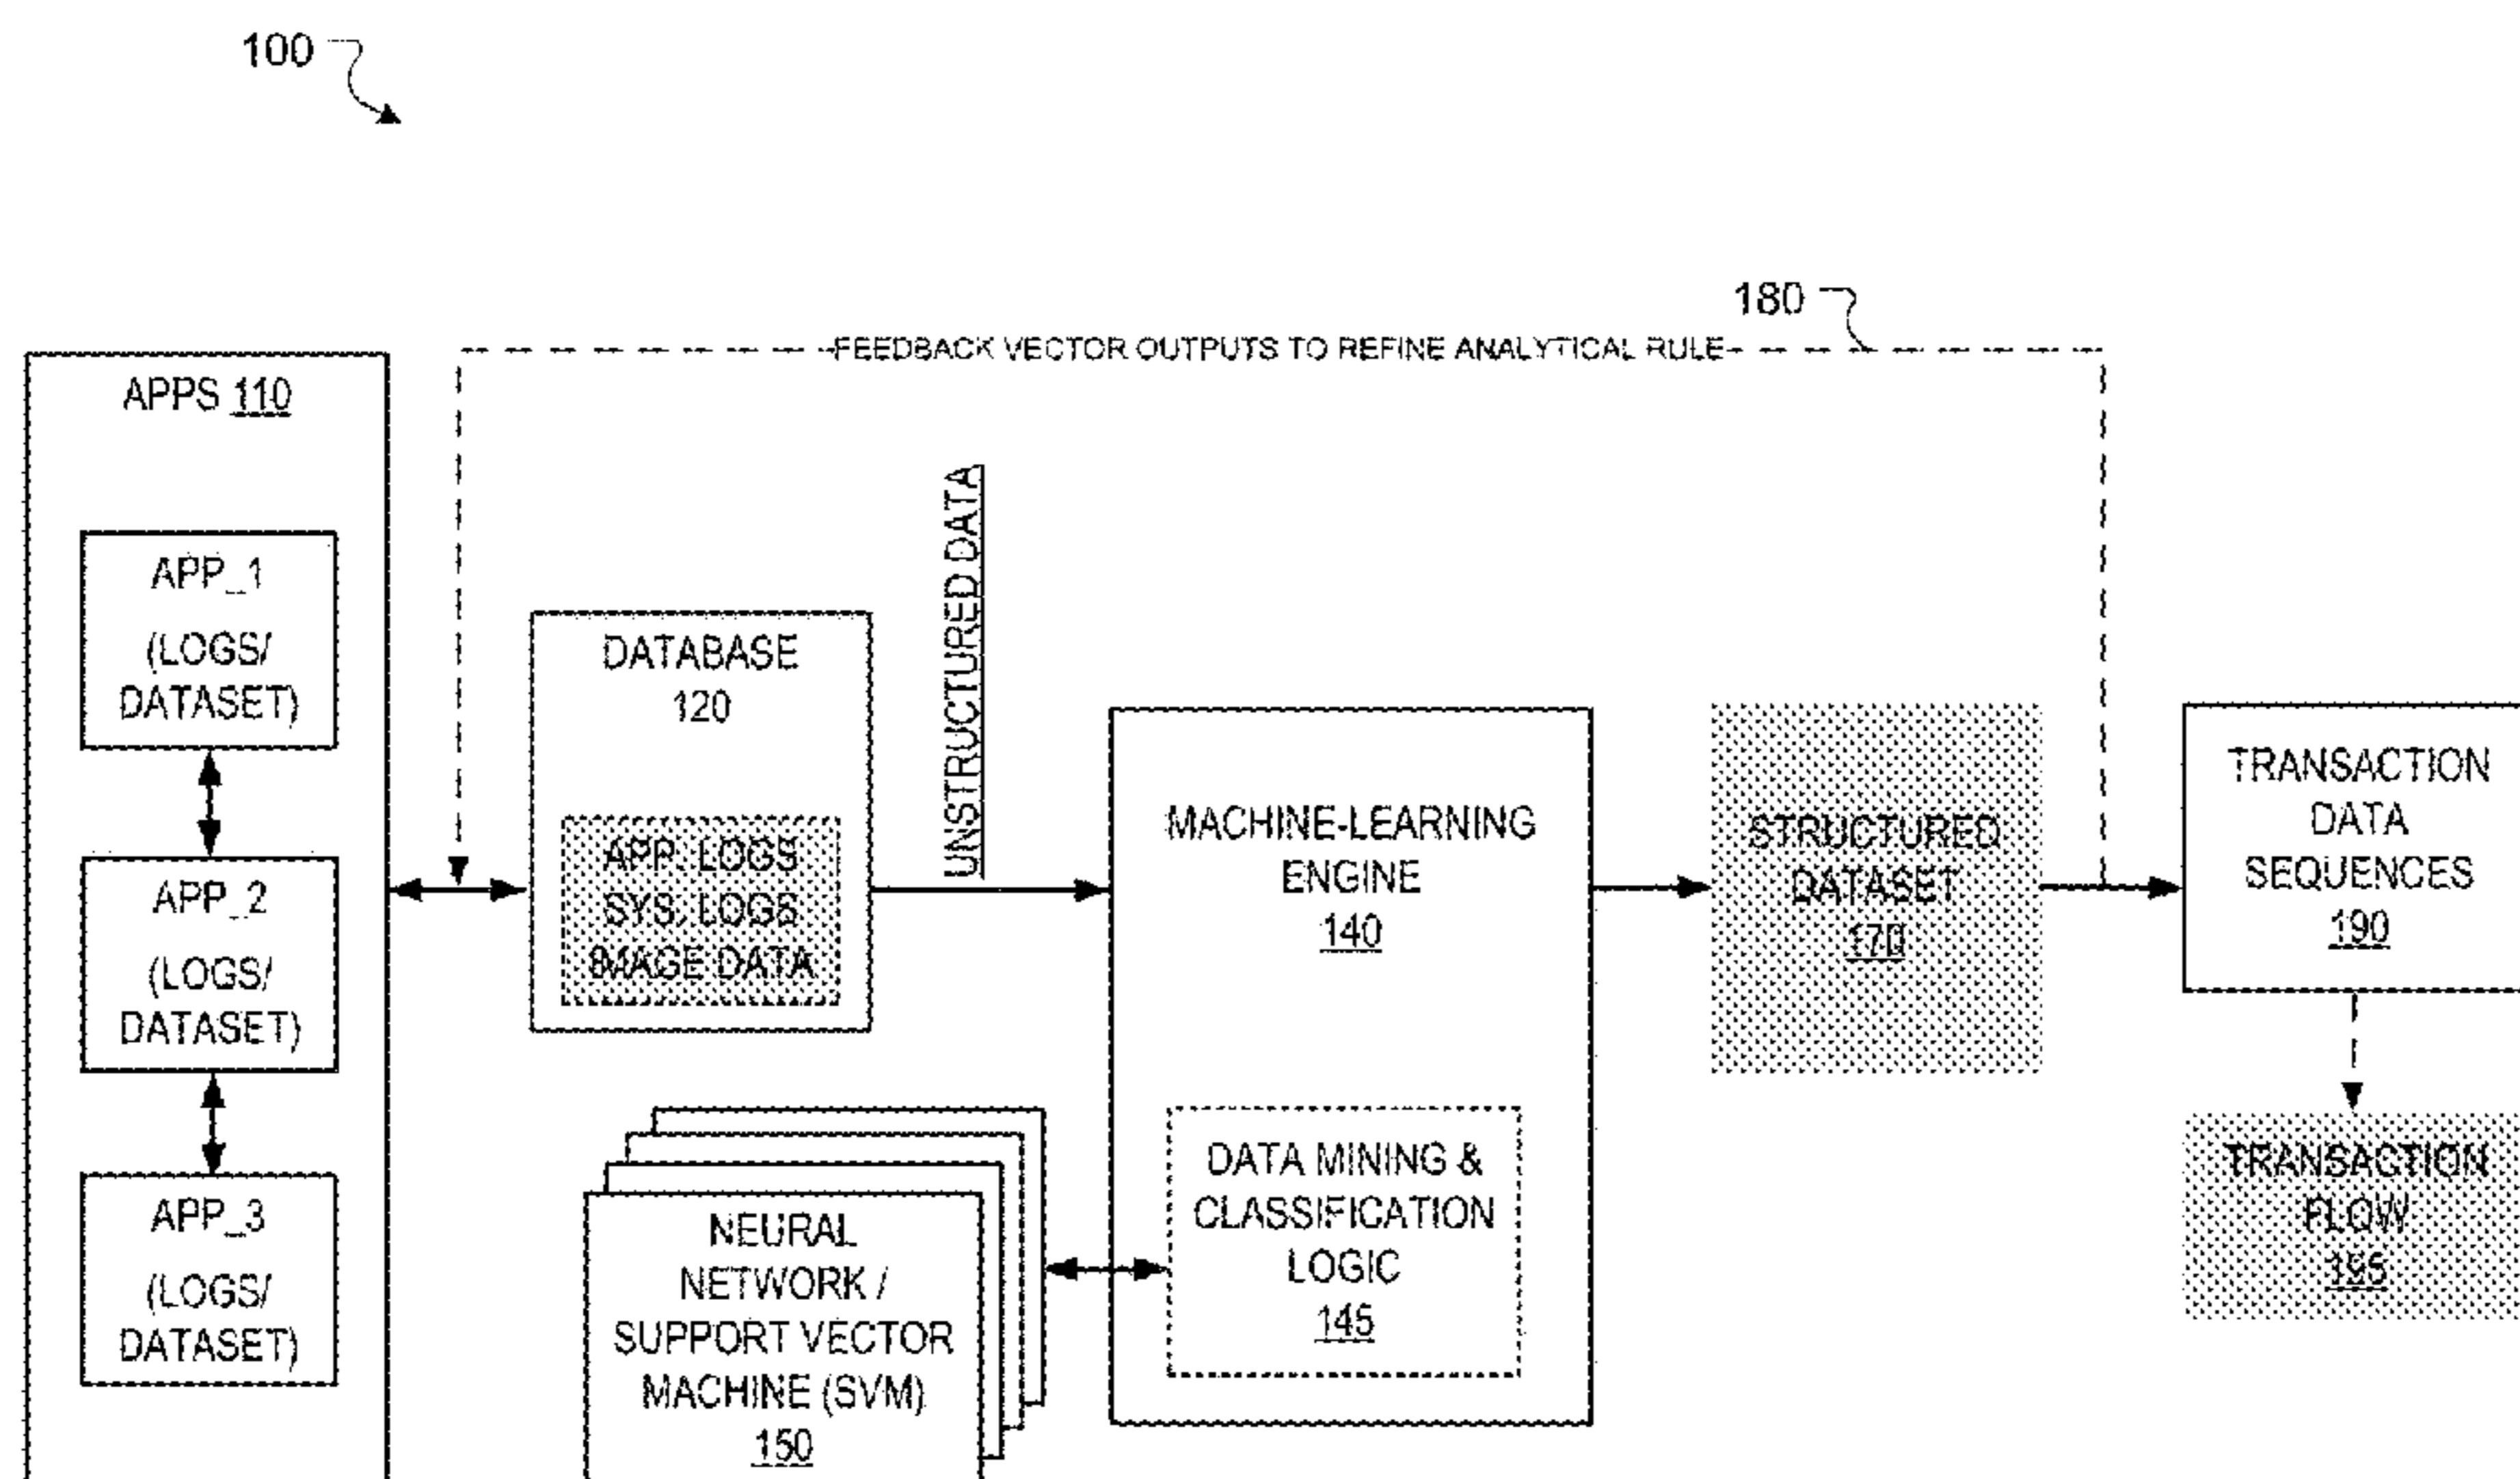 100
180
FEEDBACK VECTOR OUTPUTS TO REFINE ANALYTICAL RULE
APPS 110
APP_1
(LOGS/
DATASET)
APP_2
(LOGS/
DATASET)
APP_3
(LOGS/
DATASET)
DATABASE
120
APP. LOGS
SYS. LOGS
IMAGE DATA
UNSTRUCTURED DATA
NEURAL
NETWORK /
SUPPORT VECTOR
MACHINE (SVM)
150
MACHINE-LEARNING
ENGINE
140
DATA MINING &
CLASSIFICATION
LOGIC
145
STRUCTURED
DATASET
170
TRANSACTION
DATA
SEQUENCES
190
TRANSACTION
FLOW
195